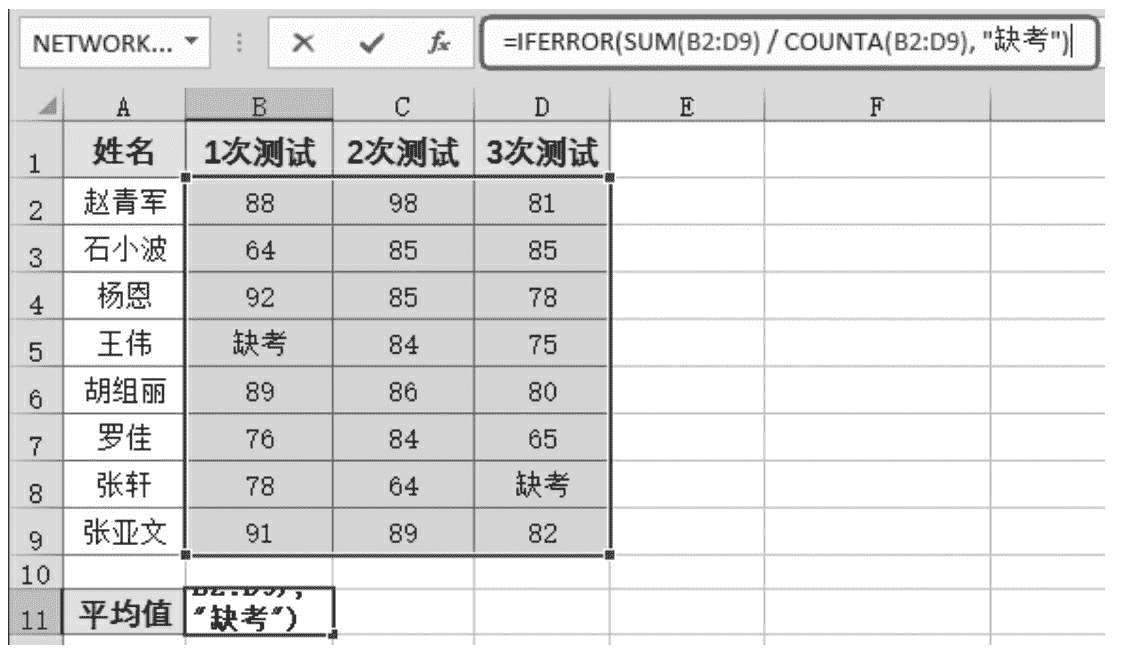 NETWORK... fx =IFERROR(SUM(B2:D9) / COUNTA(B2:D9), "缺考")
A B C D E F
1 姓名 1次测试 2次测试 3次测试
2 赵青军 88 98 81
3 石小波 64 85 85
4 杨恩 92 85 78
5 王伟 缺考 84 75
6 胡组丽 89 86 80
7 罗佳 76 84 65
8 张轩 78 64 缺考
9 张亚文 91 89 82
10
B2:D9),
11 平均值 "缺考")